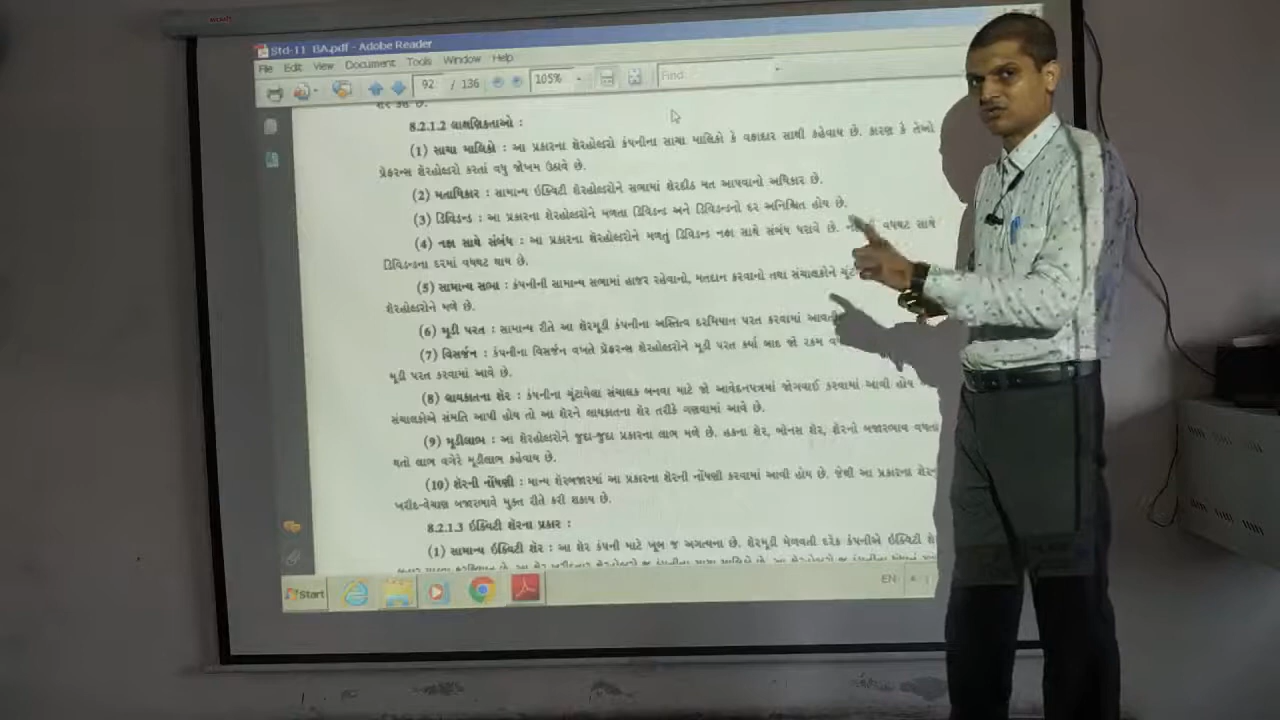 Std-11_BA.pdf - Adobe Reader
File Edit View Document Tools Window Help
92 / 136 105% Find
8.2.1.2 લાક્ષણિકતાઓ :
(1) સાચા માલિકો : આ પ્રકારના શૅરહોલ્ડરો કંપનીના સાચા માલિકો કે વફાદાર સાથી કહેવાય છે. કારણ કે તેઓ
પ્રેફરન્સ શૅરહોલ્ડરો કરતાં વધુ જોખમ ઉઠાવે છે.
(2) મતાધિકાર : સામાન્ય ઇક્વિટી શૅરહોલ્ડરોને સભામાં શૅરદીઠ મત આપવાનો અધિકાર છે.
(3) ડિવિડન્ડ : આ પ્રકારના શૅરહોલ્ડરોને મળતા ડિવિડન્ડ અને ડિવિડન્ડનો દર અનિશ્ચિત હોય છે.
(4) નફા સાથે સંબંધ : આ પ્રકારના શૅરહોલ્ડરોને મળતું ડિવિડન્ડ નફા સાથે સંબંધ ધરાવે છે. વધઘટ સાથે
ડિવિડન્ડના દરમાં વધઘટ થાય છે.
(5) સામાન્ય સભા : કંપનીની સામાન્ય સભામાં હાજર રહેવાનો, મતદાન કરવાનો તથા સંચાલકોને
શૅરહોલ્ડરોને મળે છે.
(6) મૂડી પરત : સામાન્ય રીતે આ શૅરમૂડી કંપનીના અસ્તિત્વ દરમિયાન પરત કરવામાં આવતી
(7) વિસર્જન : કંપનીના વિસર્જન વખતે પ્રેફરન્સ શૅરહોલ્ડરોને મૂડી પરત કર્યા બાદ જો રકમ
મૂડી પરત કરવામાં આવે છે.
(8) લાયકાતના શૅર : કંપનીના ચૂંટાયેલા સંચાલક બનવા માટે જો આવેદનપત્રમાં જોગવાઈ કરવામાં આવી હોય
સંચાલકોએ સંમતિ આપી હોય તો આ શૅરને લાયકાતના શૅર તરીકે ગણવામાં આવે છે.
(9) મૂડીલાભ : આ શૅરહોલ્ડરોને જુદા-જુદા પ્રકારના લાભ મળે છે. હકના શૅર, બોનસ શૅર, શૅરનો બજારભાવ વધતાં
થતો લાભ વગેરે મૂડીલાભ કહેવાય છે.
(10) શૅરની નોંધણી : માન્ય શૅરબજારમાં આ પ્રકારના શૅરની નોંધણી કરવામાં આવી હોય છે. જેથી આ પ્રકારના
ખરીદ-વેચાણ બજારભાવે મુક્ત રીતે કરી શકાય છે.
8.2.1.3 ઇક્વિટી શૅરના પ્રકાર :
(1) સામાન્ય ઇક્વિટી શૅર : આ શૅર કંપની માટે ખૂબ જ અગત્યના છે. શૅરમૂડી મેળવતી દરેક કંપનીએ ઇક્વિટી
Start EN